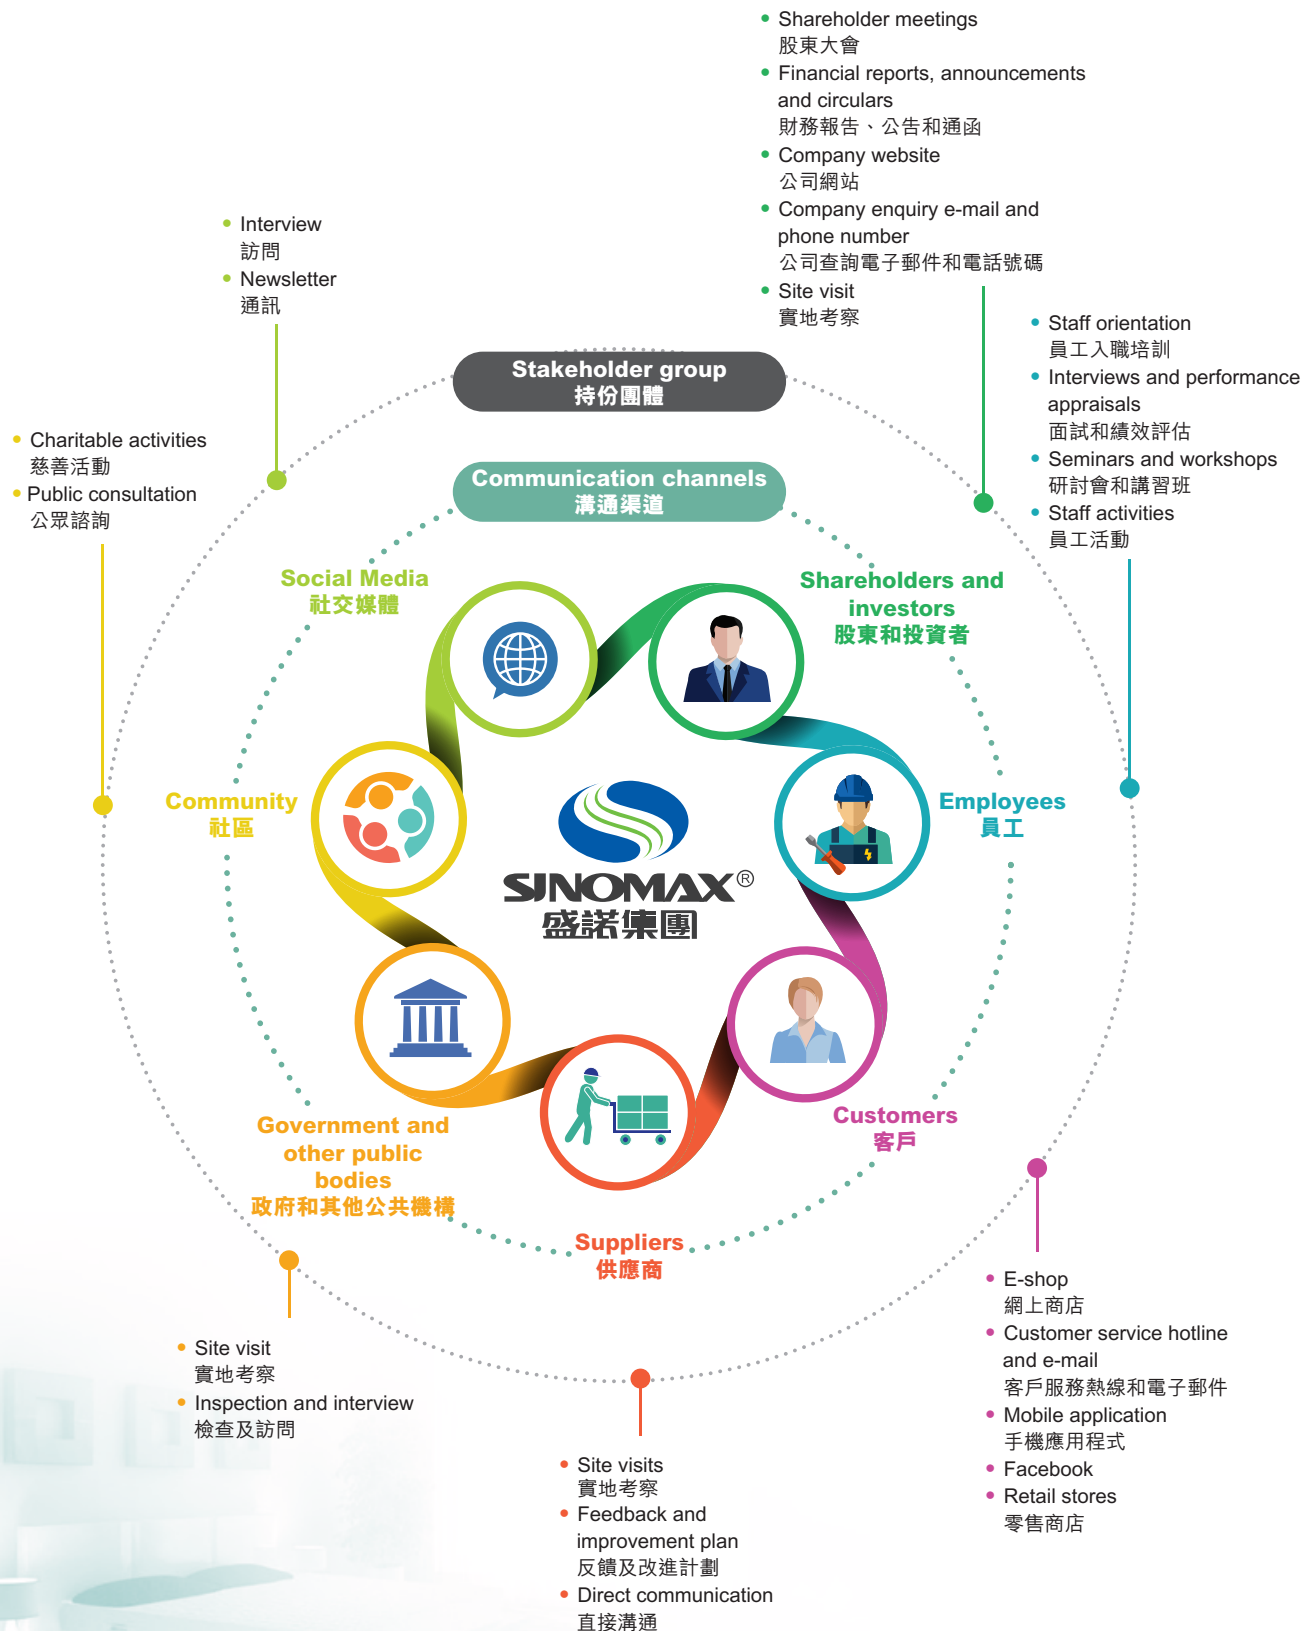 • Shareholder meetings
股東大會
• Financial reports, announcements
and circulars
財務報告、公告和通函
• Company website
公司網站
• Company enquiry e-mail and
phone number
公司查詢電子郵件和電話號碼
• Site visit
實地考察
• Interview
訪問
• Newsletter
通訊
• Staff orientation
員工入職培訓
• Interviews and performance
appraisals
面試和績效評估
• Seminars and workshops
研討會和講習班
• Staff activities
員工活動
Stakeholder group
持份團體
• Charitable activities
慈善活動
• Public consultation
公眾諮詢
Communication channels
溝通渠道
Social Media
社交媒體
Shareholders and
investors
股東和投資者
Community
社區
Employees
員工
SINOMAX®
盛諾集團
Customers
客戶
Government and
other public
bodies
政府和其他公共機構
Suppliers
供應商
• Site visit
實地考察
• Inspection and interview
檢查及訪問
• Site visits
實地考察
• Feedback and
improvement plan
反饋及改進計劃
• Direct communication
直接溝通
• E-shop
網上商店
• Customer service hotline
and e-mail
客戶服務熱線和電子郵件
• Mobile application
手機應用程式
• Facebook
• Retail stores
零售商店